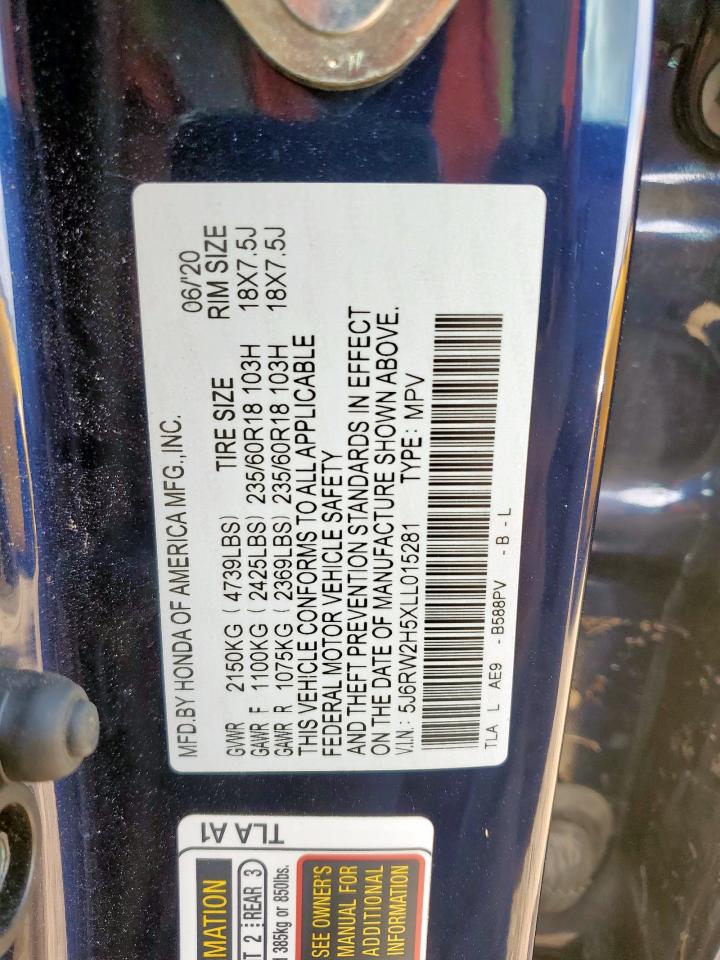 MFD.BY HONDA OF AMERICA MFG.,INC. 06/'20
TIRE SIZE RIM SIZE
GVWR 2150KG (4739LBS)
GAWR F 1100KG (2425LBS) 235/60R18 103H 18X7.5J
GAWR R 1075KG (2369LBS) 235/60R18 103H 18X7.5J
THIS VEHICLE CONFORMS TO ALL APPLICABLE
FEDERAL MOTOR VEHICLE SAFETY
AND THEFT PREVENTION STANDARDS IN EFFECT
ON THE DATE OF MANUFACTURE SHOWN ABOVE.
V.I.N.: 5J6RW2H5XLL015281 TYPE: MPV
TLA L AE9 - B588PV - B - L
TLA A1
MATION
T 2 REAR 3
385kg or 850lbs.
SEE OWNER'S
MANUAL FOR
ADDITIONAL
INFORMATION